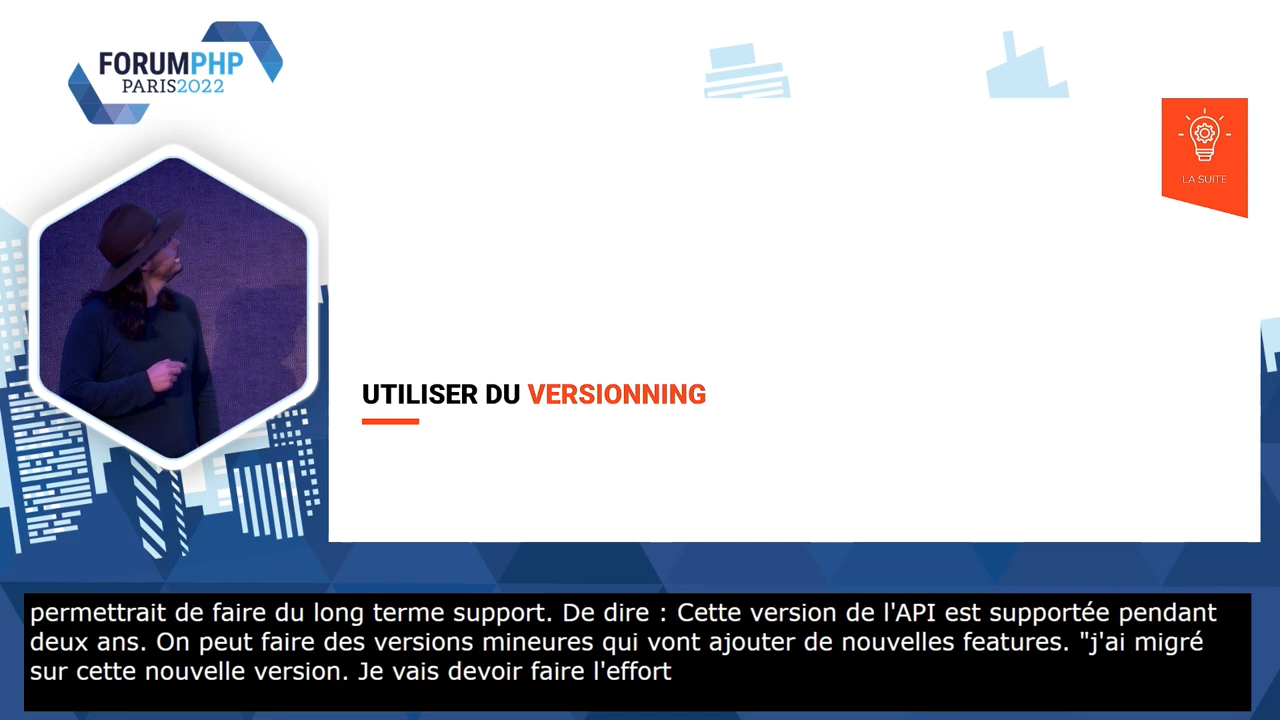 FORUMPHP
PARIS2022
LA SUITE
UTILISER DU VERSIONNING
permettrait de faire du long terme support. De dire : Cette version de l'API est supportée pendant
deux ans. On peut faire des versions mineures qui vont ajouter de nouvelles features. "j'ai migré
sur cette nouvelle version. Je vais devoir faire l'effort